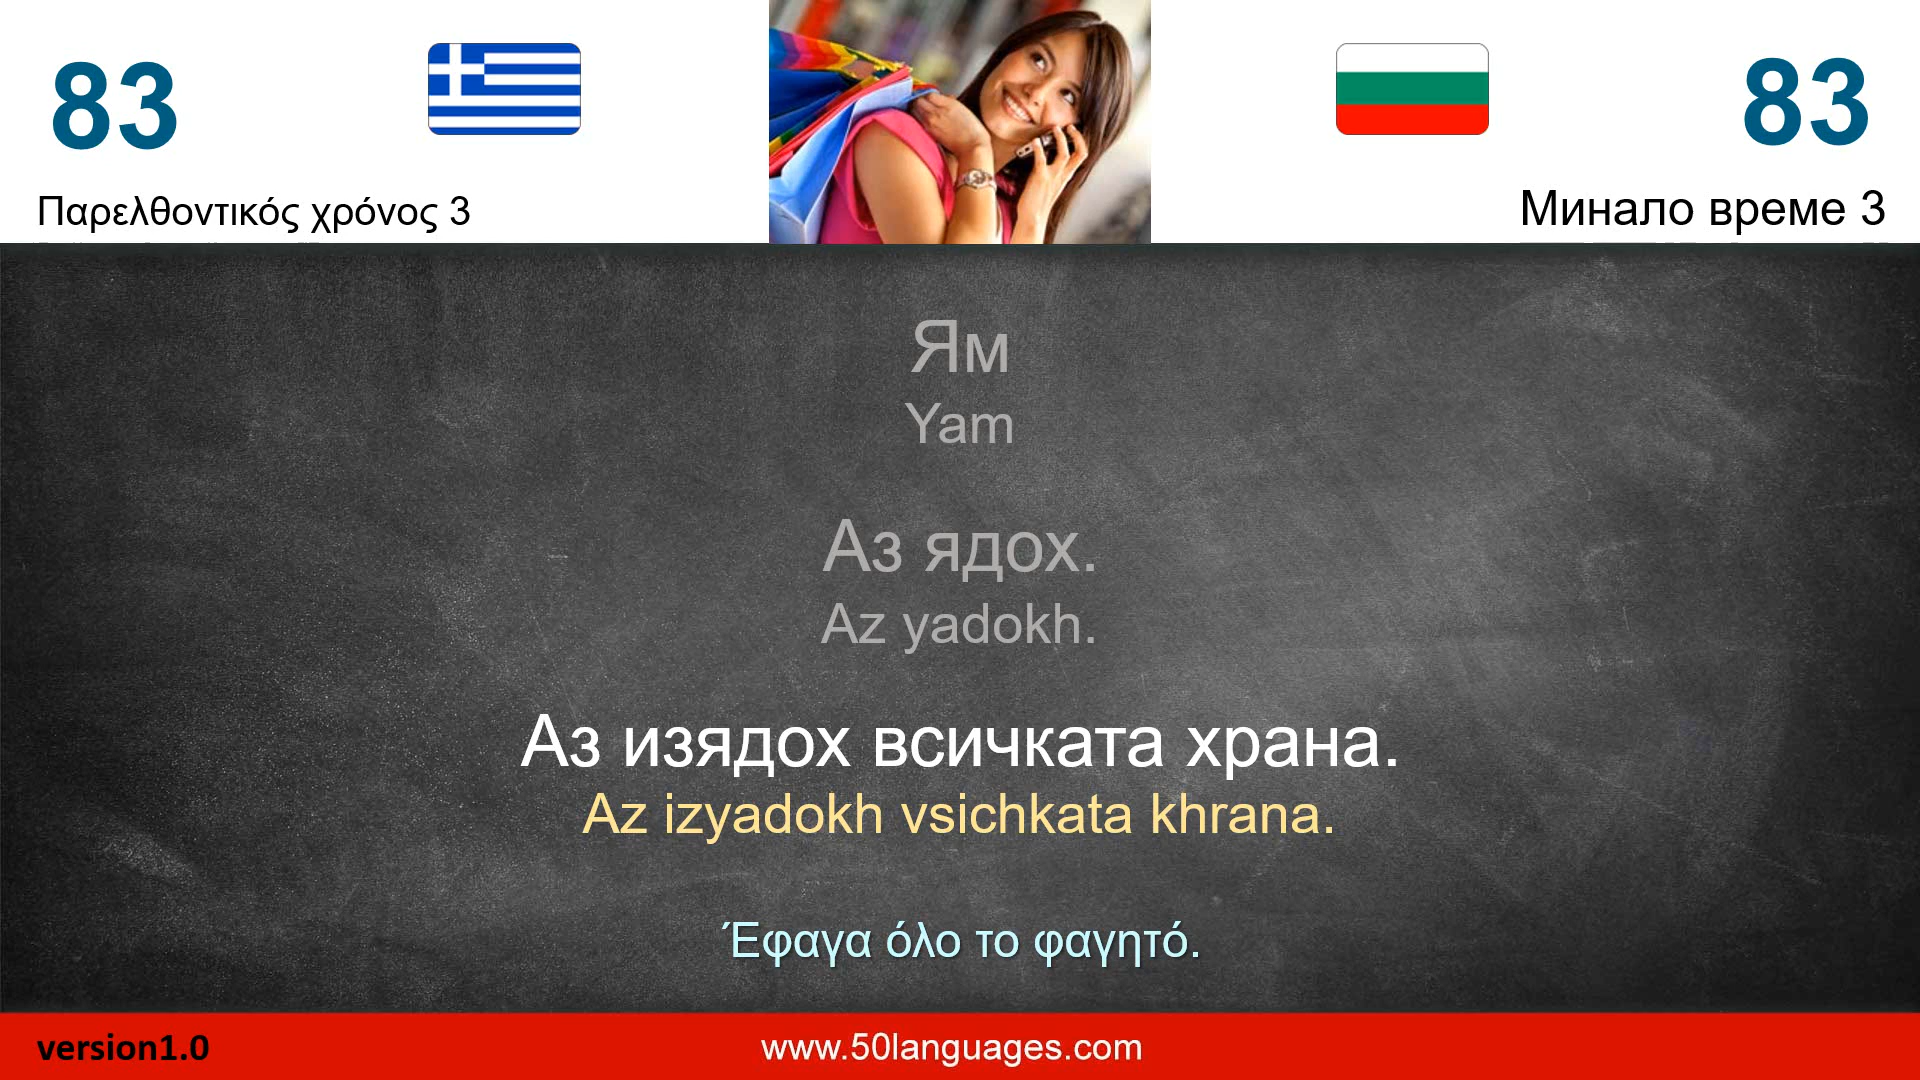 83
83
Παρελθοντικός χρόνος 3
Минало време 3
Ям
Yam
Аз ядох.
Az yadokh.
Аз изядох всичката храна.
Az izyadokh vsichkata khrana.
Έφαγα όλο το φαγητό.
version1.0
www.50languages.com